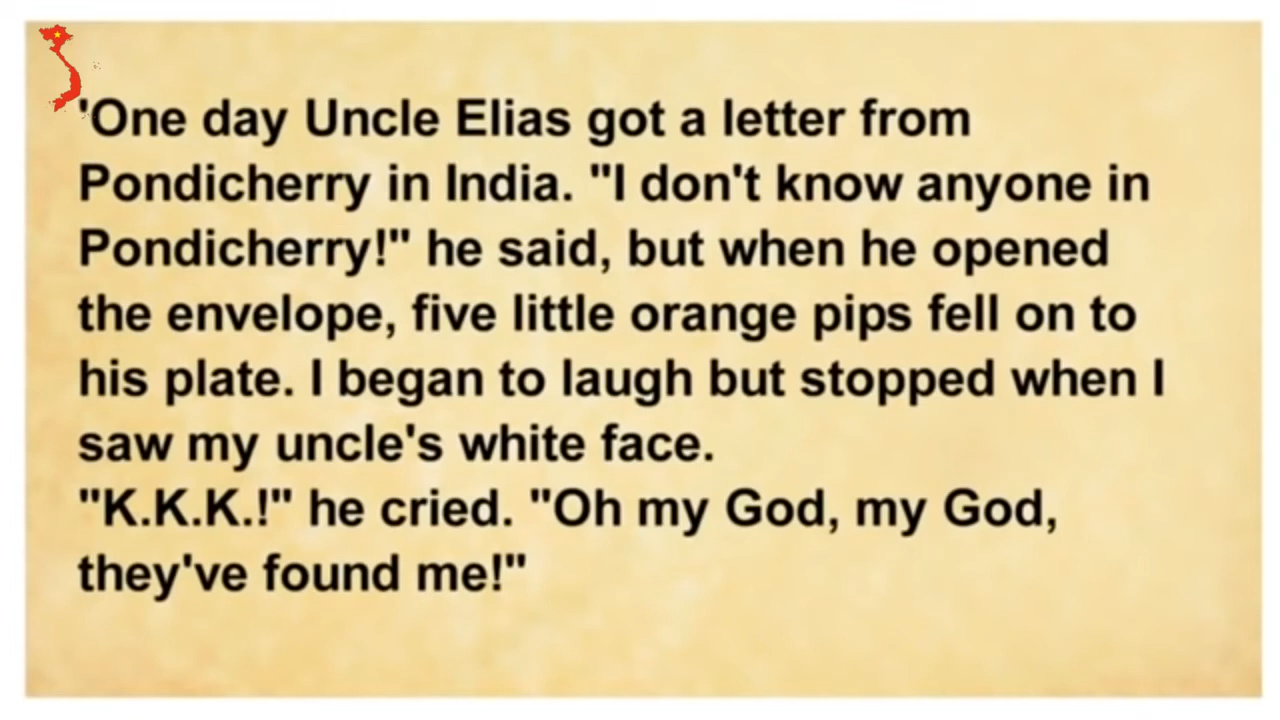 'One day Uncle Elias got a letter from
Pondicherry in India. "I don't know anyone in
Pondicherry!" he said, but when he opened
the envelope, five little orange pips fell on to
his plate. I began to laugh but stopped when I
saw my uncle's white face.
"K.K.K.!" he cried. "Oh my God, my God,
they've found me!"